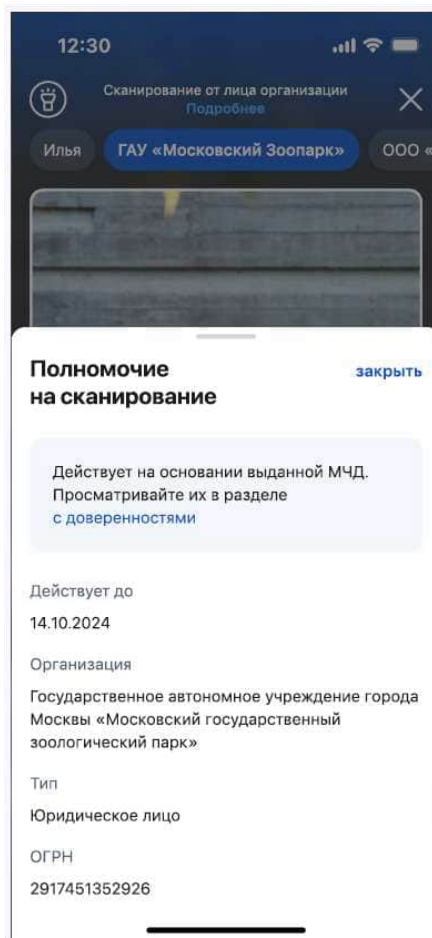 12:30
Сканирование от лица организации
Подробнее
Илья
ГАУ «Московский Зоопарк»
ООО «
Полномочие
закрыть
на сканирование
Действует на основании выданной МЧД.
Просматривайте их в разделе
с доверенностями
Действует до
14.10.2024
Организация
Государственное автономное учреждение города
Москвы «Московский государственный
зоологический парк»
Тип
Юридическое лицо
ОГРН
2917451352926